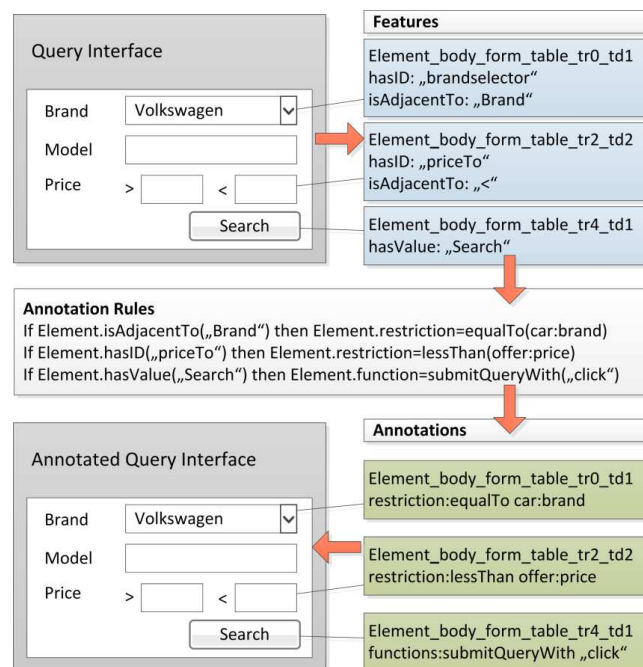 Query Interface
Brand
Volkswagen
Model
Price
>
<
Search
Features
Element_body_form_table_tr0_td1
hasID: „brandselector“
isAdjacentTo: „Brand“
Element_body_form_table_tr2_td2
hasID: „priceTo“
isAdjacentTo: „<“
Element_body_form_table_tr4_td1
hasValue: „Search“
Annotation Rules
If Element.isAdjacentTo(„Brand“) then Element.restriction=equalTo(car:brand)
If Element.hasID(„priceTo“) then Element.restriction=lessThan(offer:price)
If Element.hasValue(„Search“) then Element.function=submitQueryWith(„click“)
Annotated Query Interface
Brand
Volkswagen
Model
Price
>
<
Search
Annotations
Element_body_form_table_tr0_td1
restriction:equalTo car:brand
Element_body_form_table_tr2_td2
restriction:lessThan offer:price
Element_body_form_table_tr4_td1
functions:submitQueryWith „click“